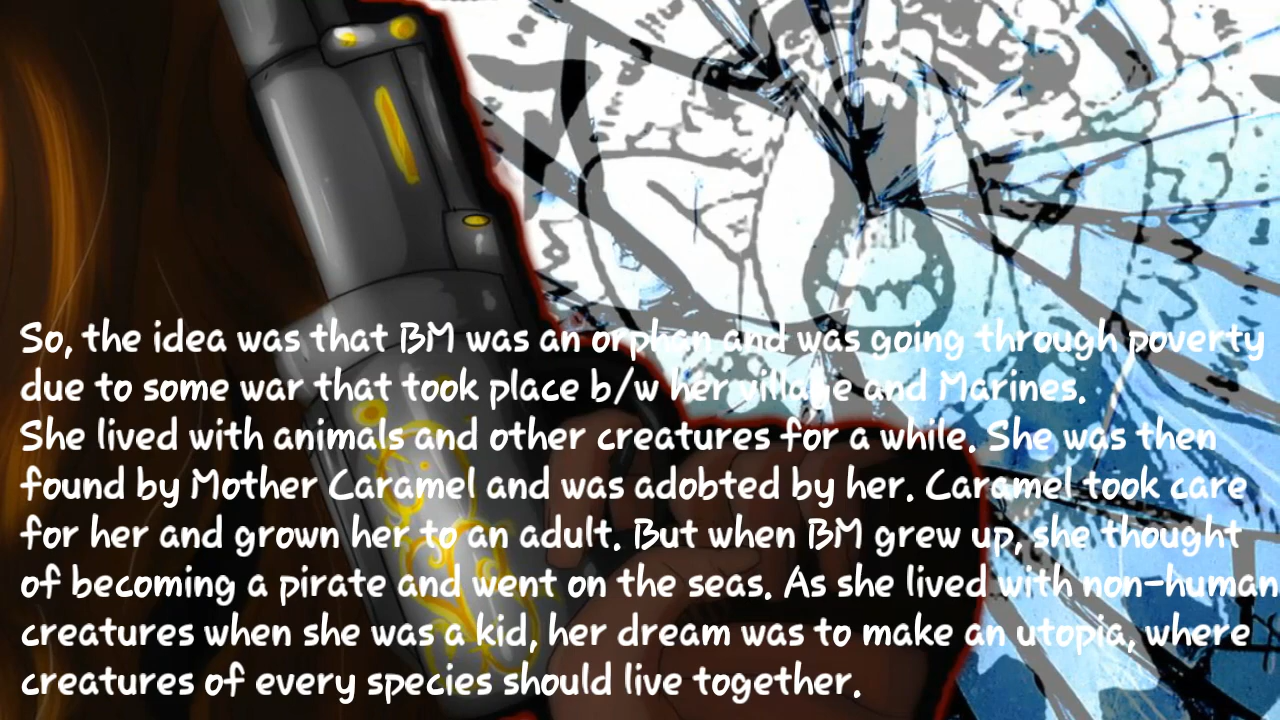 So, the idea was that BM was an orphan and was going through poverty
due to some war that took place b/w her village and Marines.
She lived with animals and other creatures for a while. She was then
found by Mother Caramel and was adobted by her. Caramel took care
for her and grown her to an adult. But when BM grew up, she thought
of becoming a pirate and went on the seas. As she lived with non-human
creatures when she was a kid, her dream was to make an utopia, where
creatures of every species should live together.